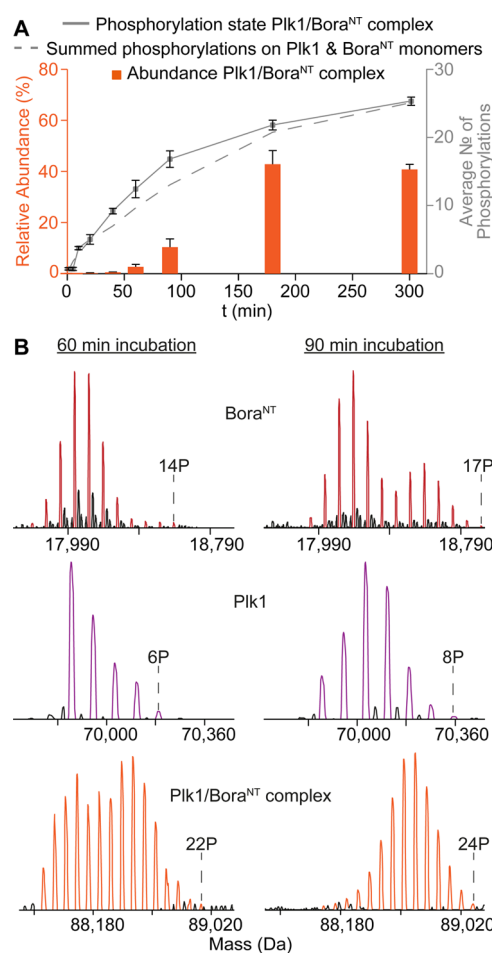 A
Phosphorylation state Plk1/Boraᴺᵀ complex
Summed phosphorylations on Plk1 & Boraᴺᵀ monomers
Abundance Plk1/Boraᴺᵀ complex
Relative Abundance (%)
80
60
40
20
0
30
20
10
0
Average № of
Phosphorylations
0 50 100 150 200 250 300
t (min)
B
60 min incubation 90 min incubation
Boraᴺᵀ
14P 17P
17,990 18,790 17,990 18,790
Plk1
6P 8P
70,000 70,360 70,000 70,360
Plk1/Boraᴺᵀ complex
22P 24P
88,180 89,020 88,180 89,020
Mass (Da)